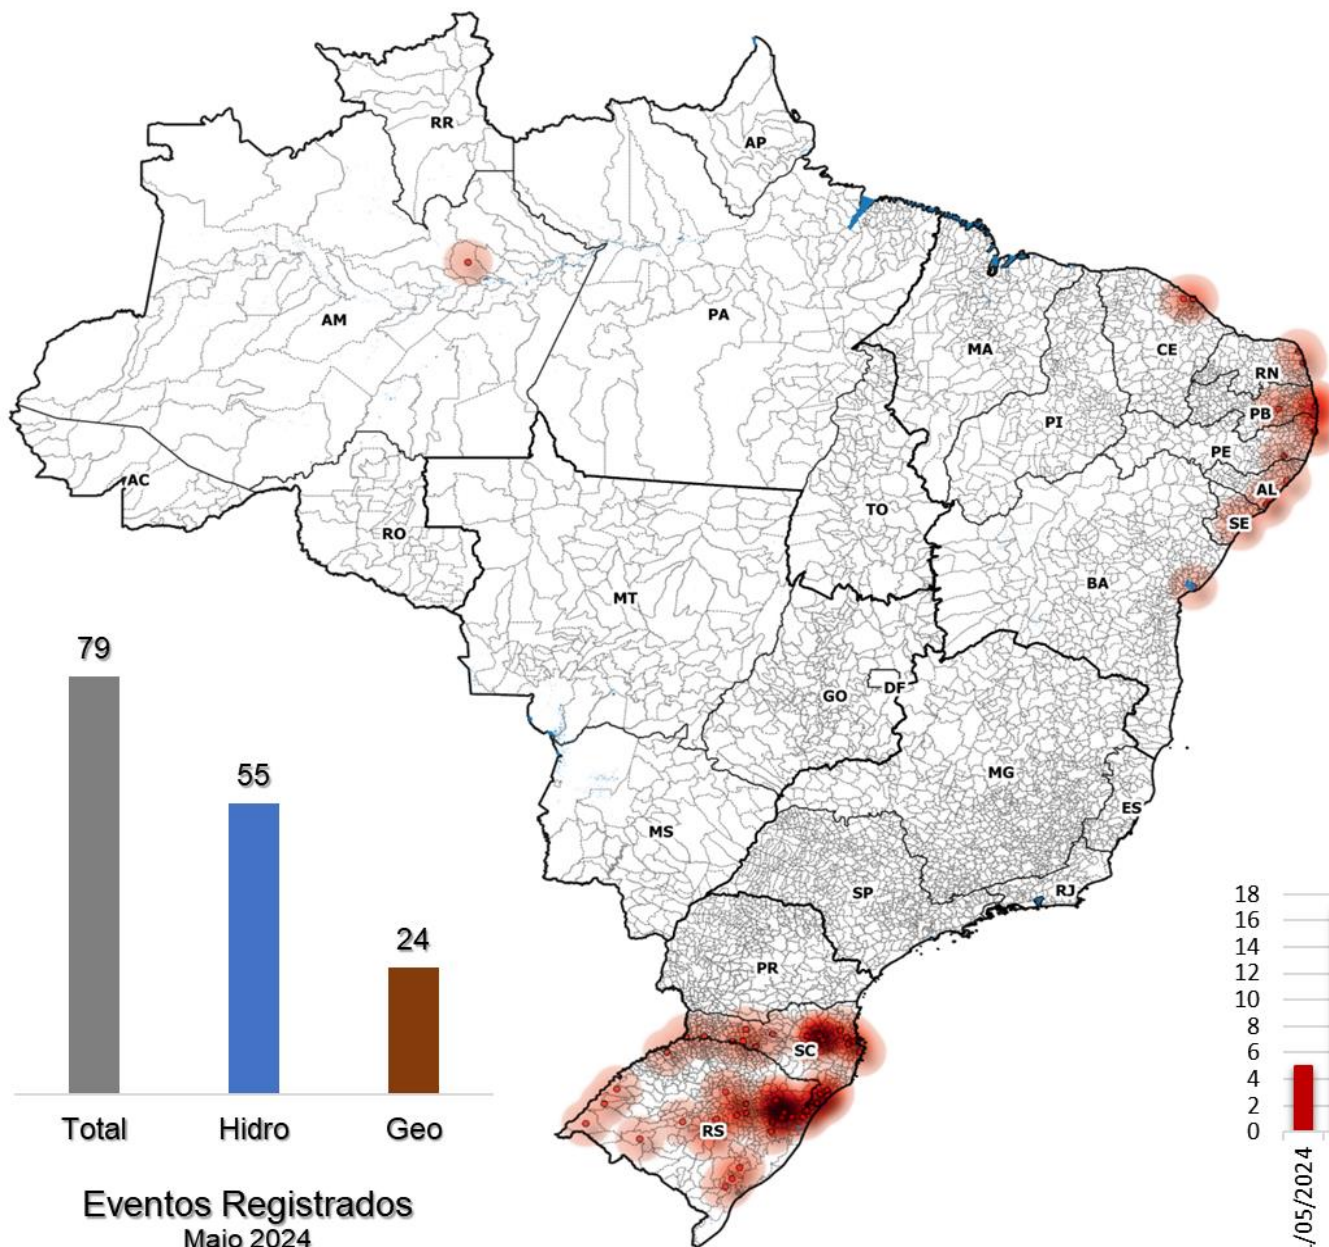 RR
AP
AM
PA
MA
CE
RN
PB
PI
PE
AC
AL
TO
SE
RO
BA
MT
79
GO
DF
55
MG
ES
MS
SP
RJ
24
PR
SC
RS
Total
Hidro
Geo
Eventos Registrados
Maio 2024
18
16
14
12
10
8
6
4
2
0
/05/2024